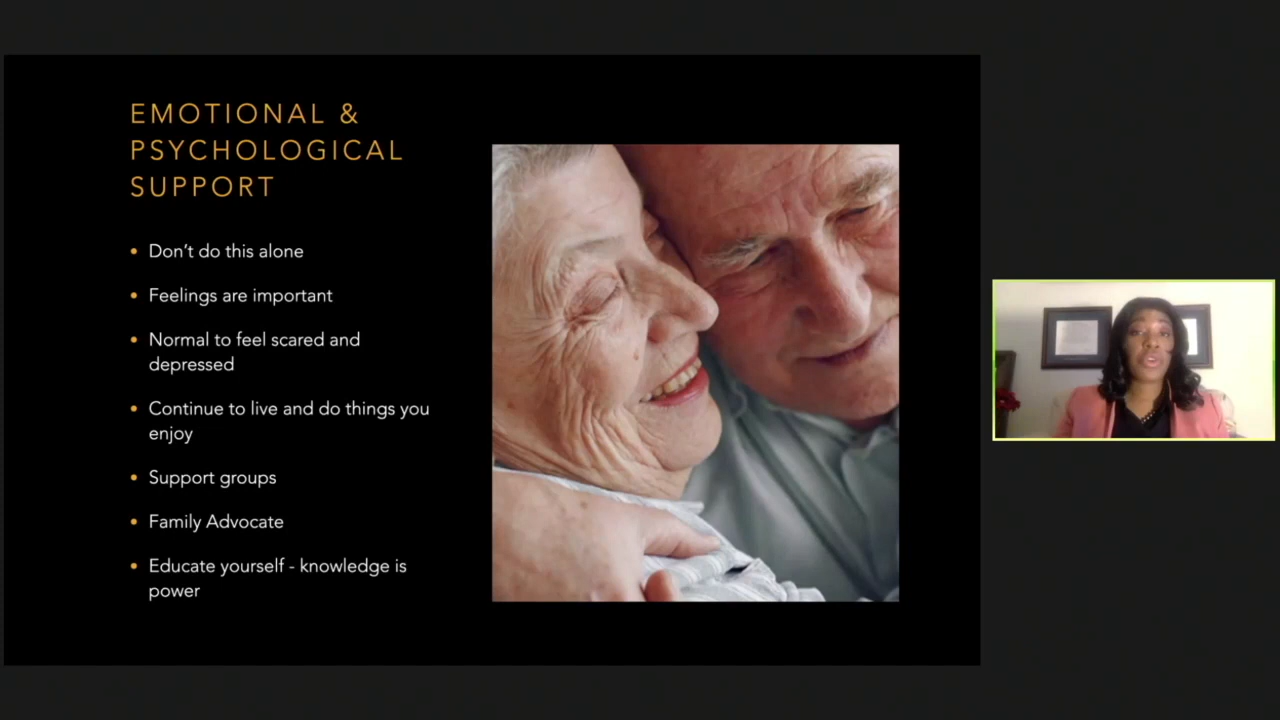 EMOTIONAL &
PSYCHOLOGICAL
SUPPORT
• Don’t do this alone
• Feelings are important
• Normal to feel scared and
depressed
• Continue to live and do things you
enjoy
• Support groups
• Family Advocate
• Educate yourself - knowledge is
power